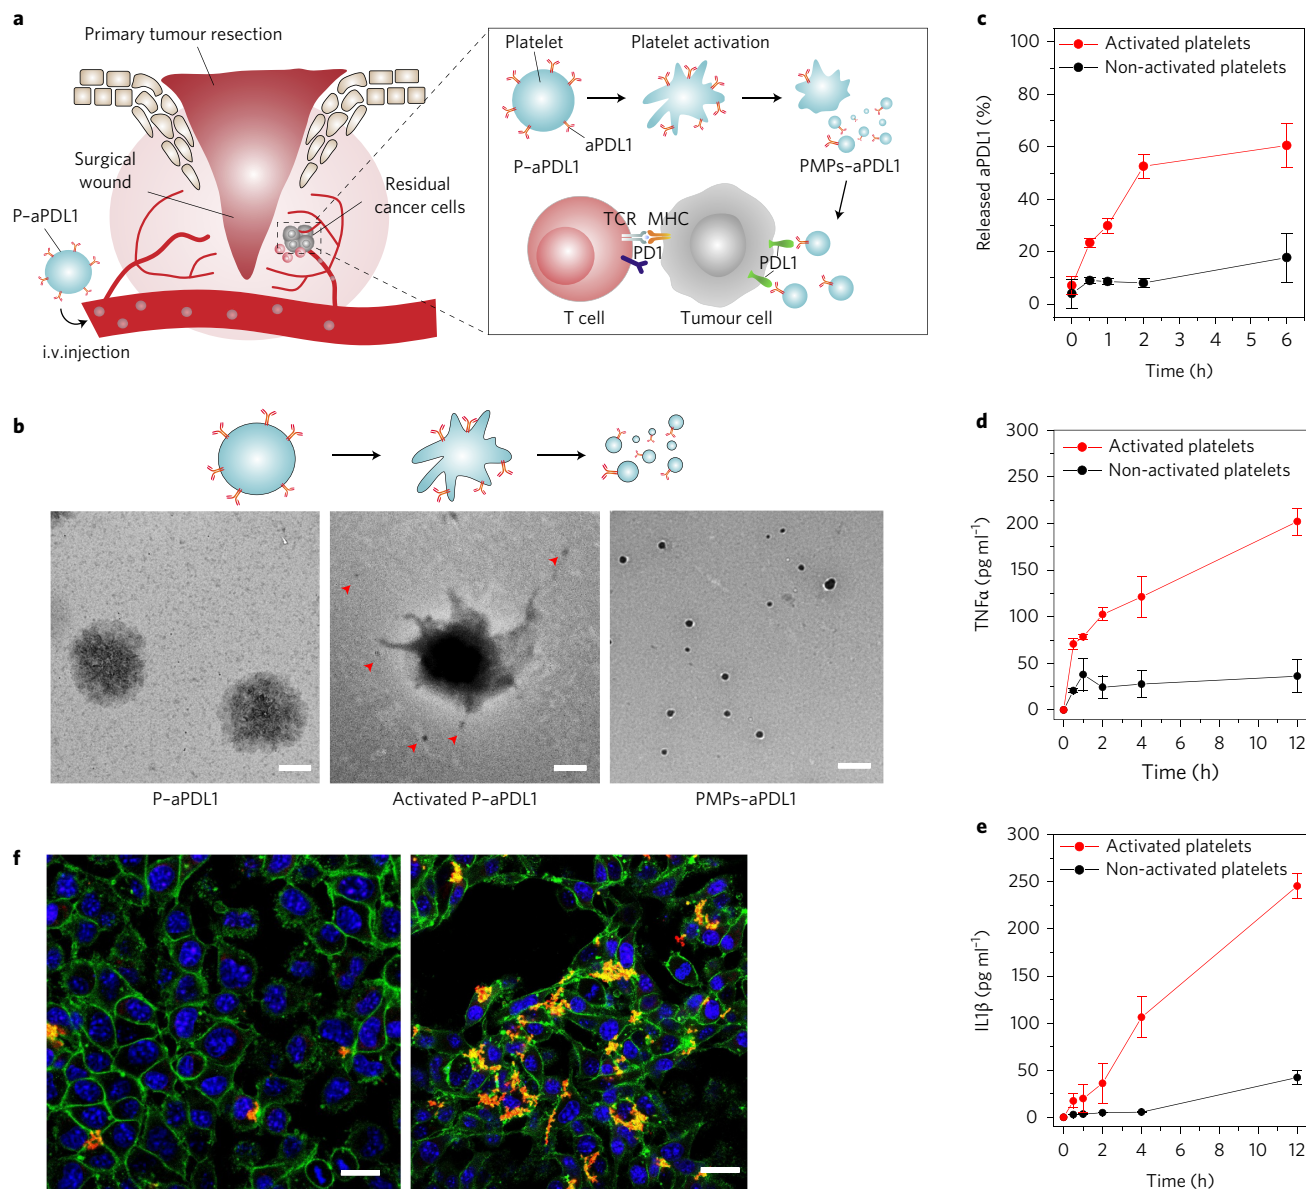 a
Primary tumour resection
Surgical
wound
P–aPDL1
Residual
cancer cells
i.v.injection
Platelet
Platelet activation
aPDL1
P–aPDL1
PMPs–aPDL1
TCR MHC
PD1
PDL1
T cell
Tumour cell
b
P–aPDL1
Activated P–aPDL1
PMPs–aPDL1
c
Activated platelets
Non-activated platelets
Released aPDL1 (%)
100
80
60
40
20
0
0 1 2 3 4 5 6
Time (h)
d
Activated platelets
Non-activated platelets
TNFα (pg ml⁻¹)
300
250
200
150
100
50
0
0 2 4 6 8 10 12
Time (h)
e
Activated platelets
Non-activated platelets
IL1β (pg ml⁻¹)
300
250
200
150
100
50
0
0 2 4 6 8 10 12
Time (h)
f